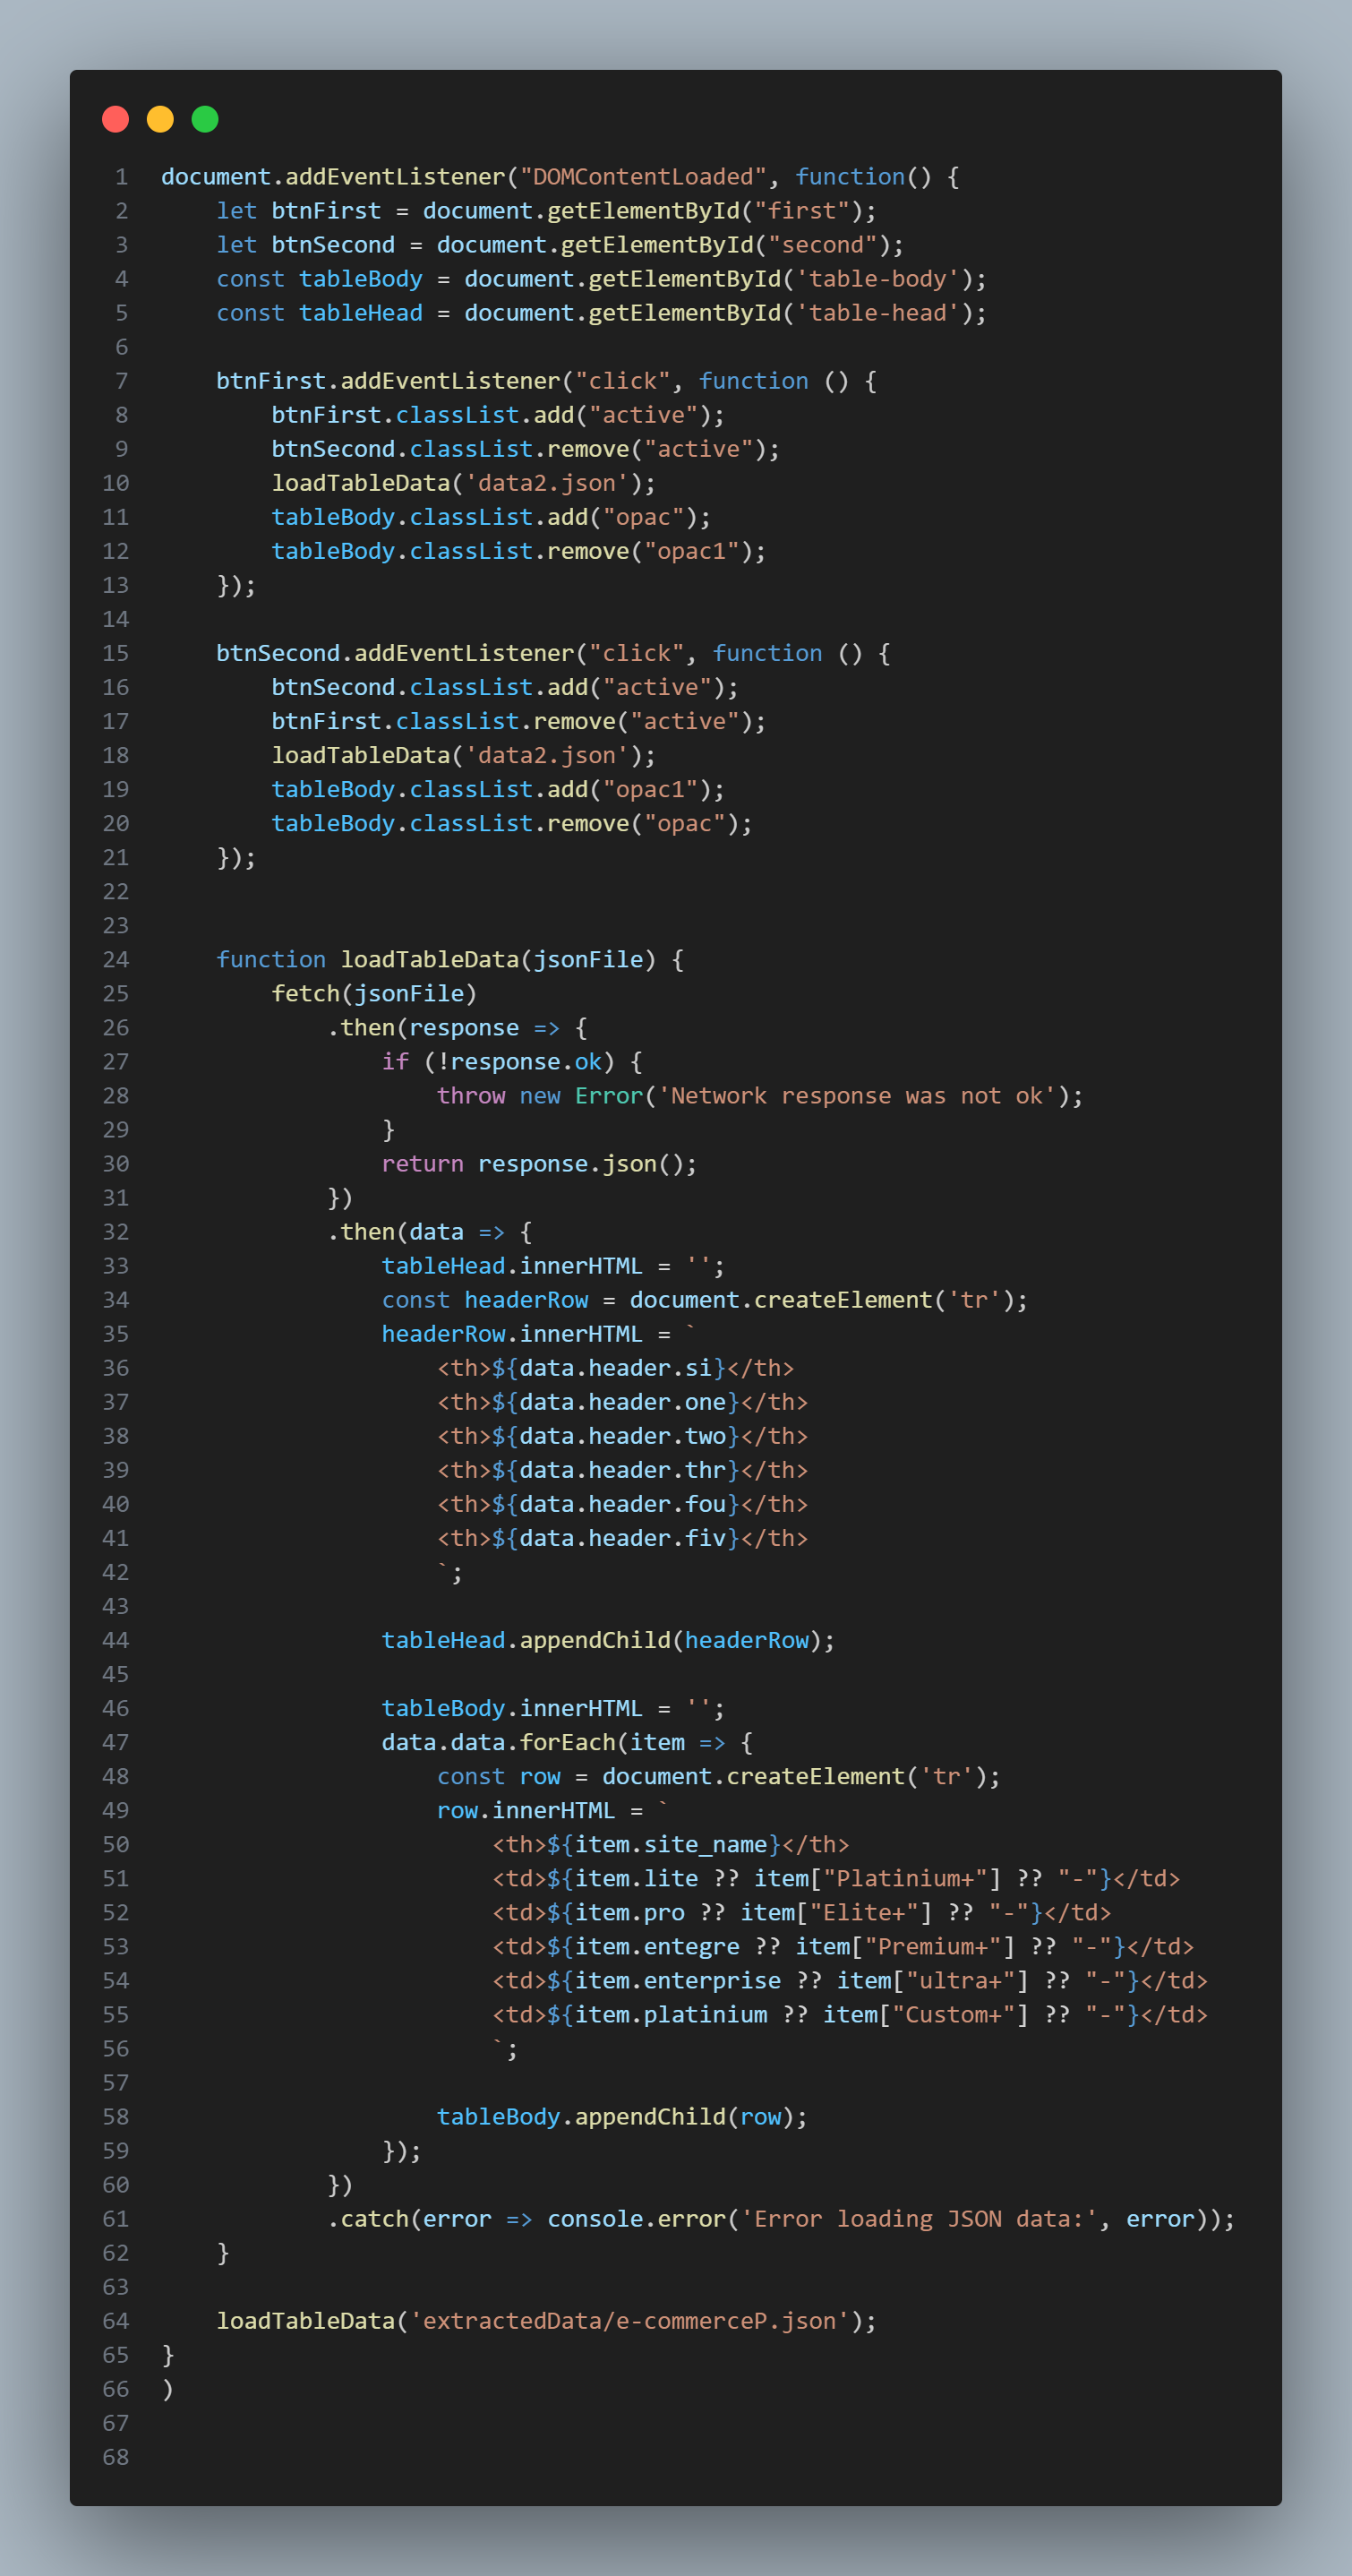 1 document.addEventListener("DOMContentLoaded", function() {
2     let btnFirst = document.getElementById("first");
3     let btnSecond = document.getElementById("second");
4     const tableBody = document.getElementById('table-body');
5     const tableHead = document.getElementById('table-head');
6
7     btnFirst.addEventListener("click", function () {
8         btnFirst.classList.add("active");
9         btnSecond.classList.remove("active");
10         loadTableData('data2.json');
11         tableBody.classList.add("opac");
12         tableBody.classList.remove("opac1");
13     });
14
15     btnSecond.addEventListener("click", function () {
16         btnSecond.classList.add("active");
17         btnFirst.classList.remove("active");
18         loadTableData('data2.json');
19         tableBody.classList.add("opac1");
20         tableBody.classList.remove("opac");
21     });
22
23
24     function loadTableData(jsonFile) {
25         fetch(jsonFile)
26             .then(response => {
27                 if (!response.ok) {
28                     throw new Error('Network response was not ok');
29                 }
30                 return response.json();
31             })
32             .then(data => {
33                 tableHead.innerHTML = '';
34                 const headerRow = document.createElement('tr');
35                 headerRow.innerHTML = `
36                     <th>${data.header.si}</th>
37                     <th>${data.header.one}</th>
38                     <th>${data.header.two}</th>
39                     <th>${data.header.thr}</th>
40                     <th>${data.header.fou}</th>
41                     <th>${data.header.fiv}</th>
42                     `;
43
44                 tableHead.appendChild(headerRow);
45
46                 tableBody.innerHTML = '';
47                 data.data.forEach(item => {
48                     const row = document.createElement('tr');
49                     row.innerHTML = `
50                         <th>${item.site_name}</th>
51                         <td>${item.lite ?? item["Platinium+"] ?? "-"}</td>
52                         <td>${item.pro ?? item["Elite+"] ?? "-"}</td>
53                         <td>${item.entegre ?? item["Premium+"] ?? "-"}</td>
54                         <td>${item.enterprise ?? item["ultra+"] ?? "-"}</td>
55                         <td>${item.platinium ?? item["Custom+"] ?? "-"}</td>
56                         `;
57
58                     tableBody.appendChild(row);
59                 });
60             })
61             .catch(error => console.error('Error loading JSON data:', error));
62     }
63
64     loadTableData('extractedData/e-commerceP.json');
65 }
66 )
67
68